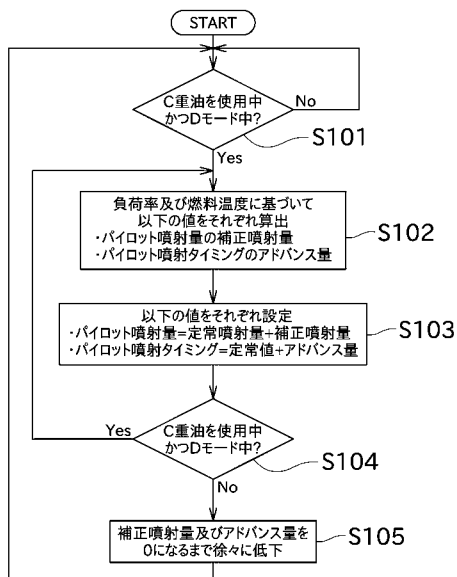 START
C重油を使用中
かつDモード中?
No
S101
Yes
負荷率及び燃料温度に基づいて
以下の値をそれぞれ算出
・パイロット噴射量の補正噴射量
・パイロット噴射タイミングのアドバンス量
S102
以下の値をそれぞれ設定
・パイロット噴射量=定常噴射量+補正噴射量
・パイロット噴射タイミング=定常値+アドバンス量
S103
Yes
C重油を使用中
かつDモード中?
S104
No
補正噴射量及びアドバンス量を
0になるまで徐々に低下
S105